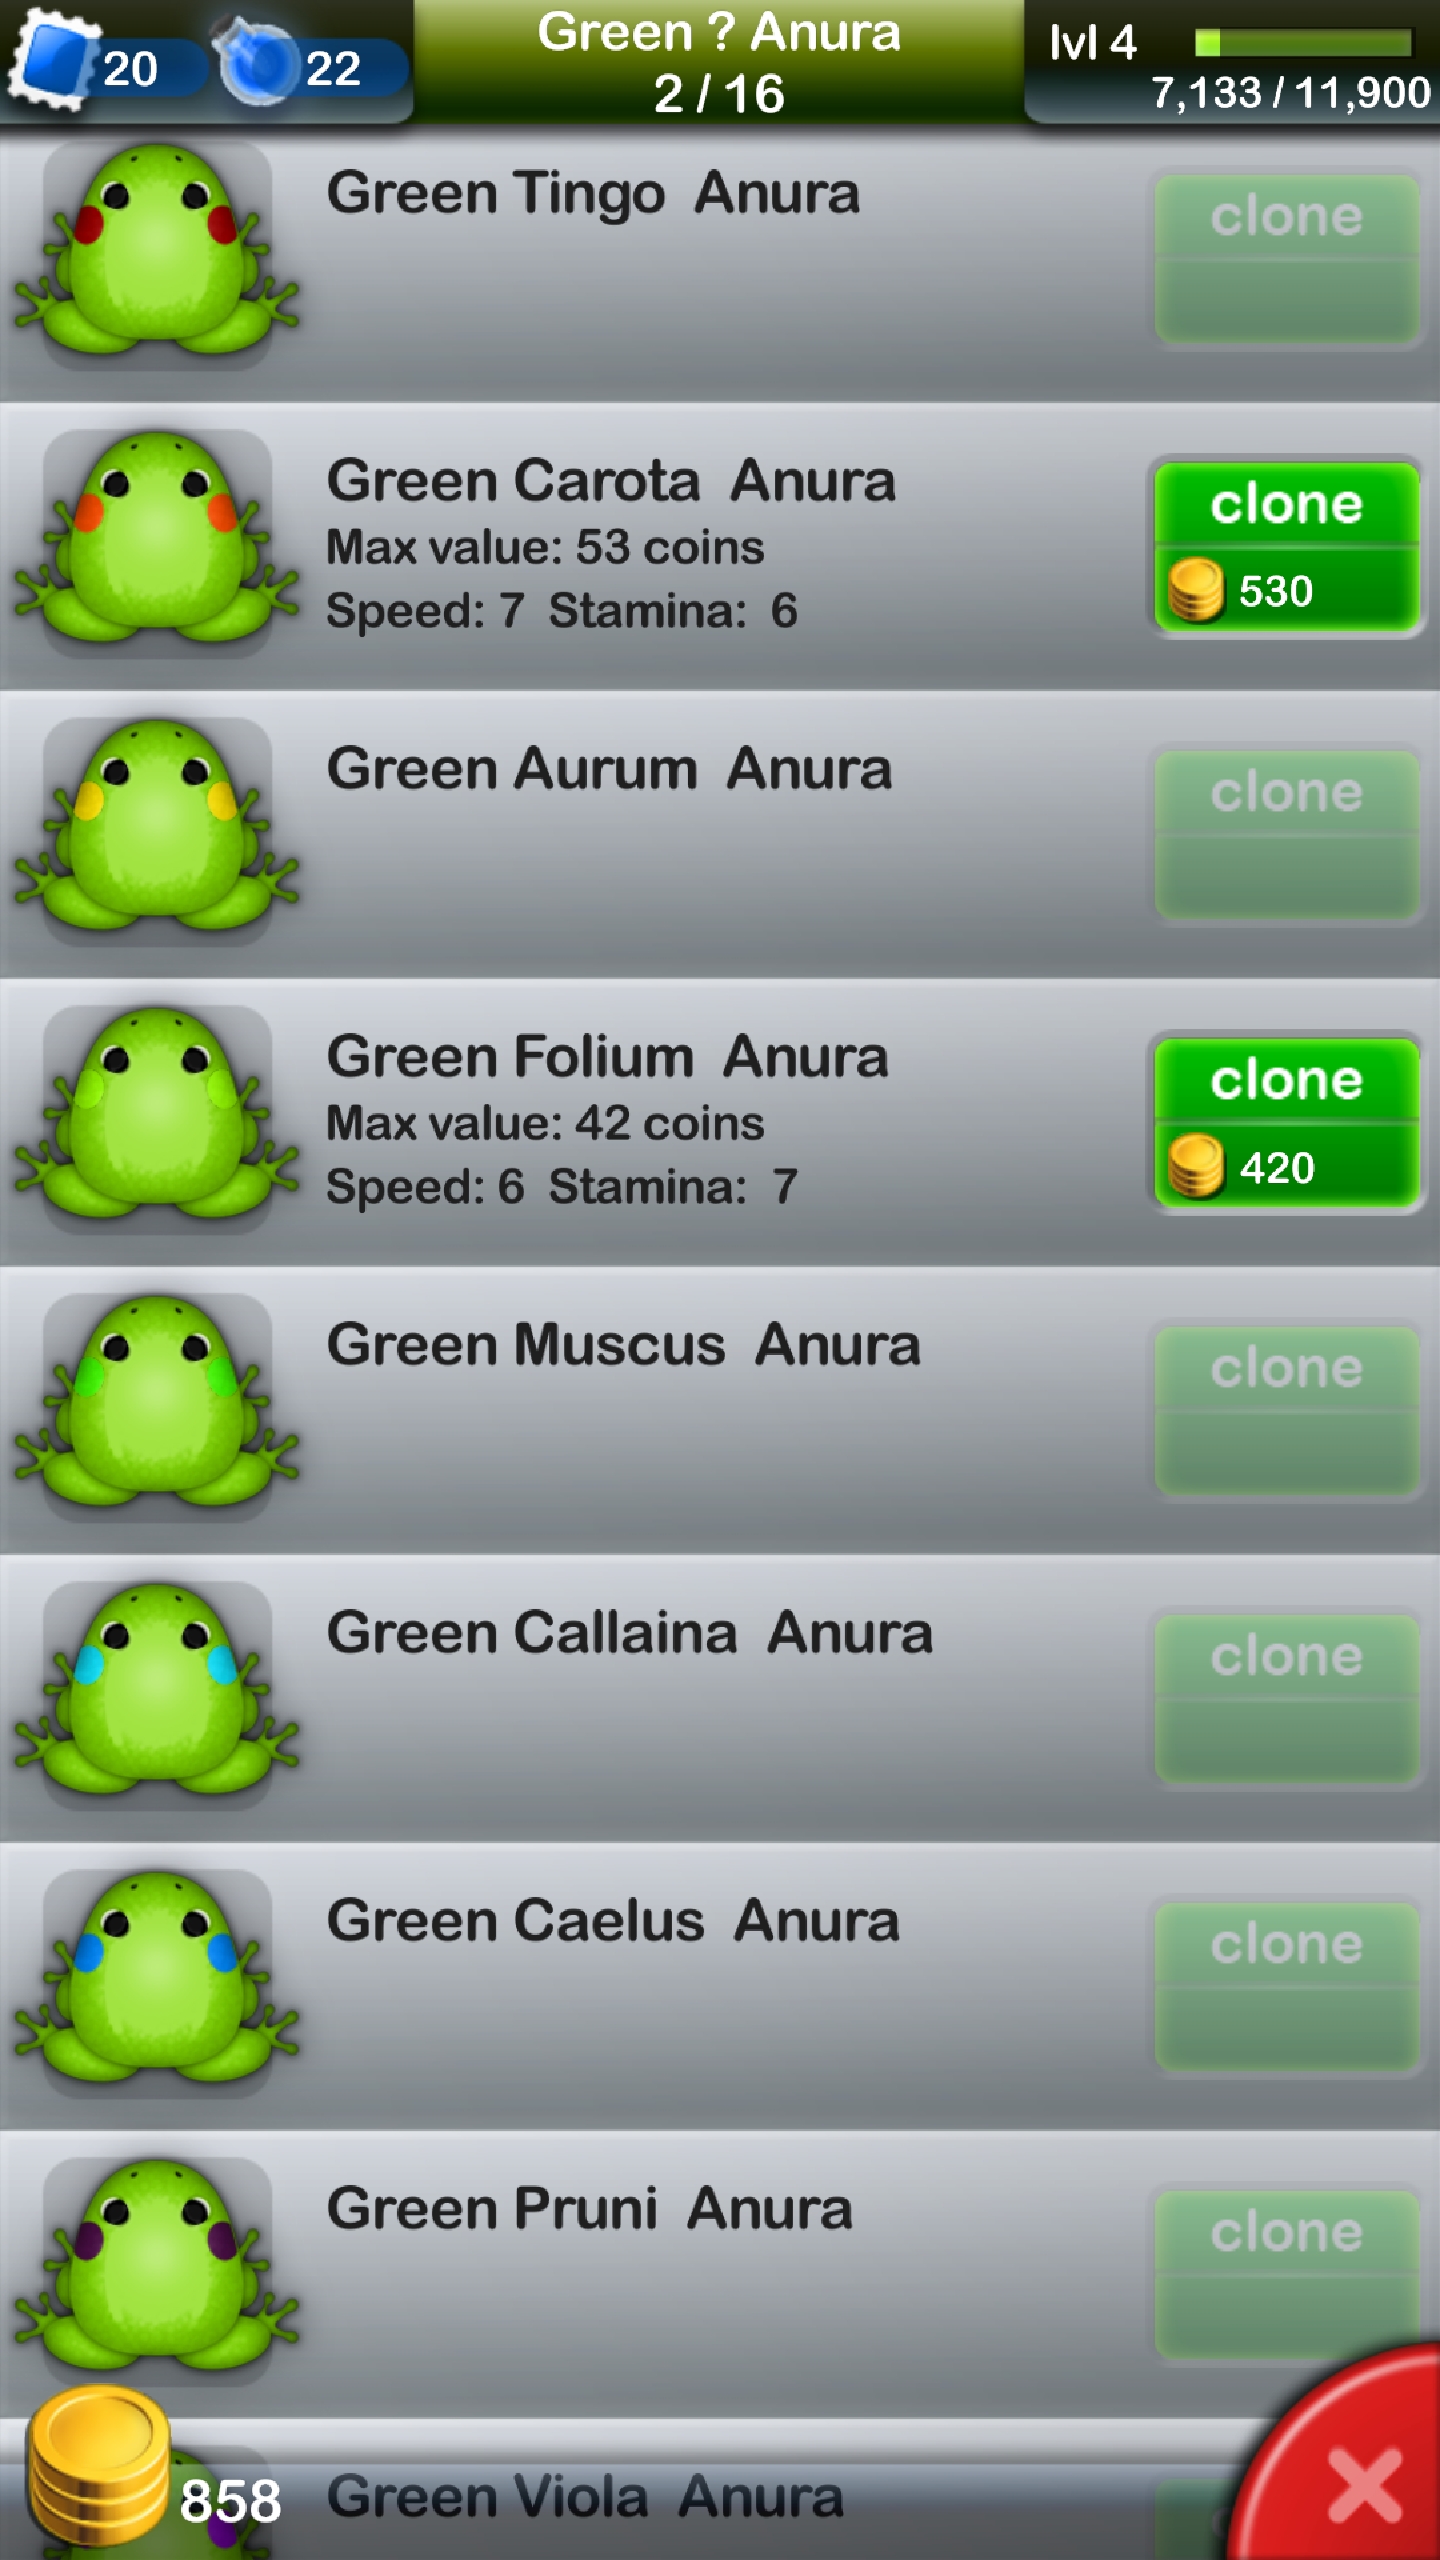 20
22
Green ? Anura
2 / 16
lvl 4
7,133 / 11,900
Green Tingo Anura
clone
Green Carota Anura
Max value: 53 coins
Speed: 7 Stamina: 6
clone
530
Green Aurum Anura
clone
Green Folium Anura
Max value: 42 coins
Speed: 6 Stamina: 7
clone
420
Green Muscus Anura
clone
Green Callaina Anura
clone
Green Caelus Anura
clone
Green Pruni Anura
clone
858
Green Viola Anura